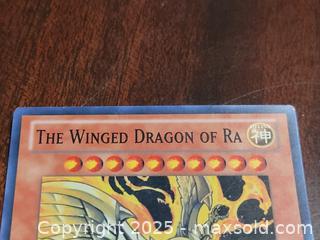 THE WINGED DRAGON OF RA
神
Copyright © 2025 - maxsold.com